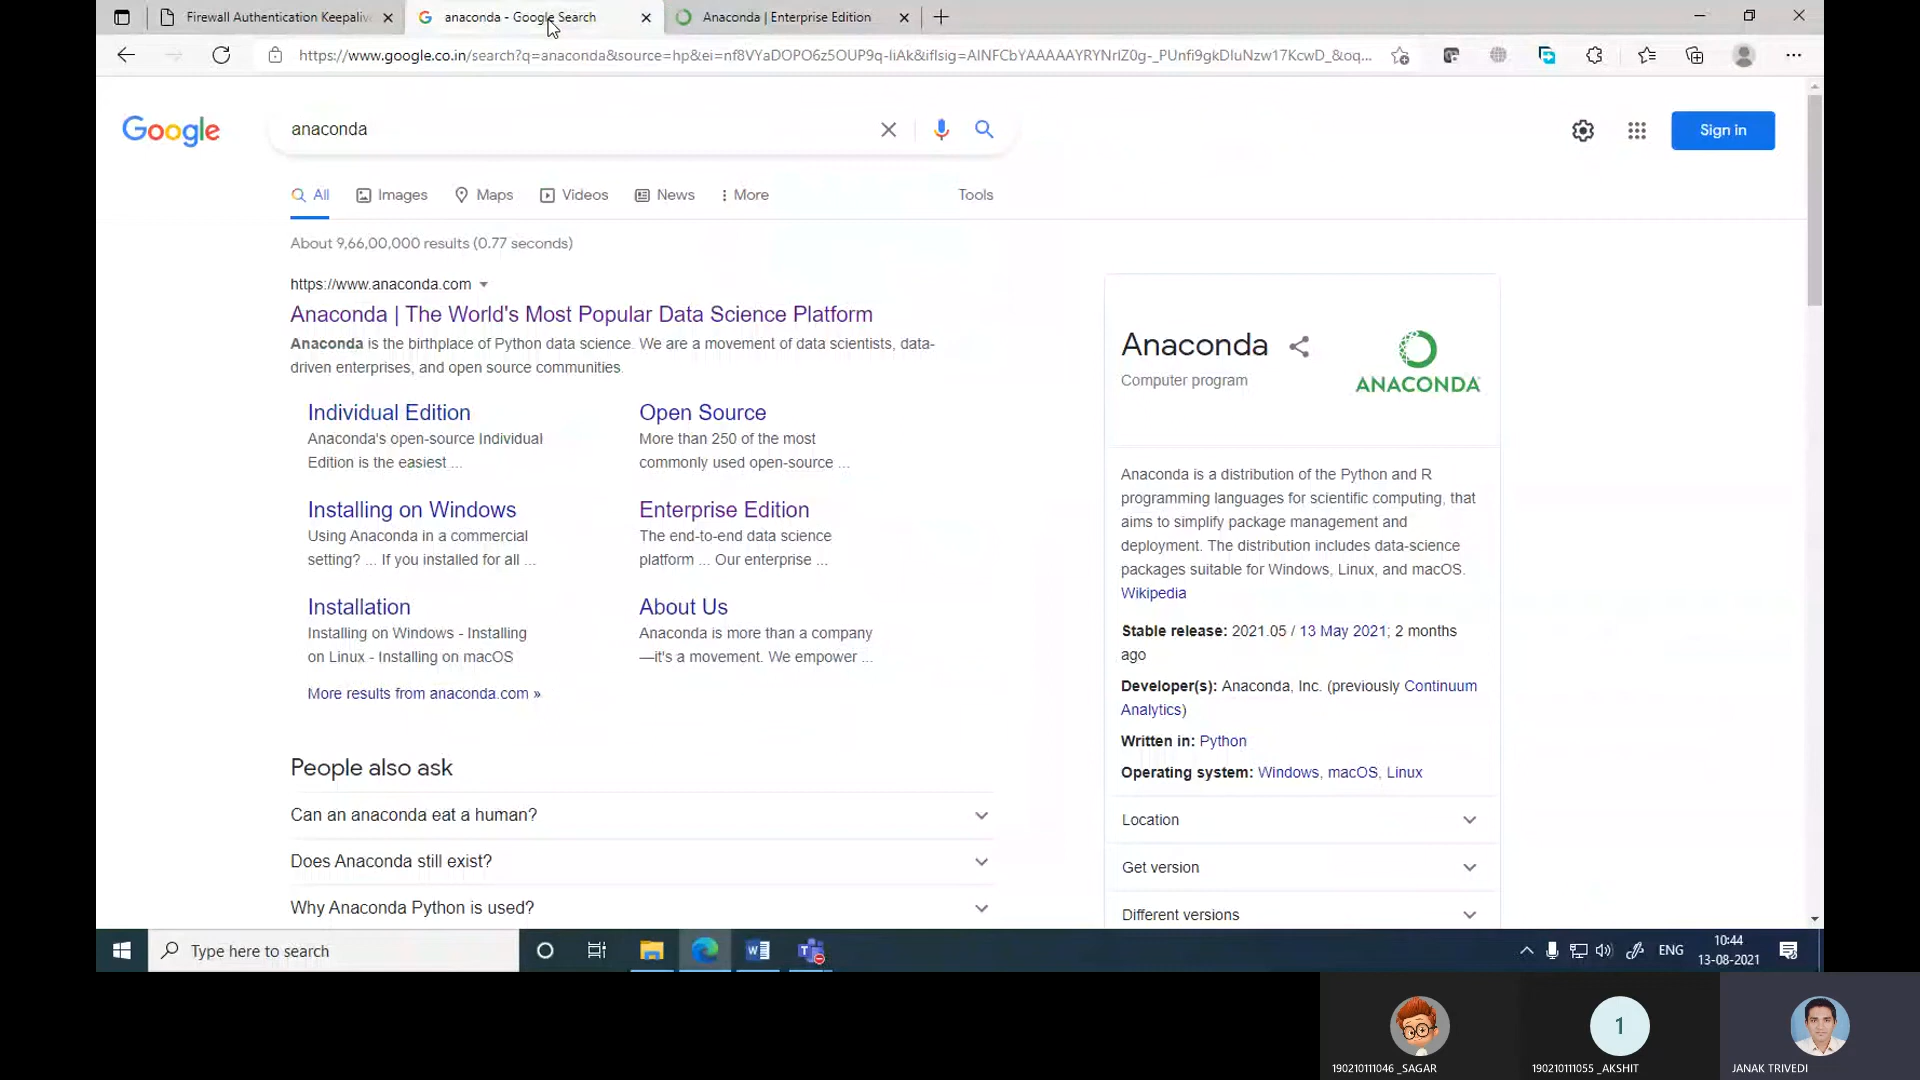 Firewall Authentication Keepaliv
anaconda - Google Search
Anaconda | Enterprise Edition
https://www.google.co.in/search?q=anaconda&source=hp&ei=nf8VYaDOPO6z5OUP9q-liAk&iflsig=AINFCbYAAAAAYRYNrIZ0g-_PUnfi9gkDluNzw17KcwD_&oq...
Google
anaconda
Sign in
All
Images
Maps
Videos
News
More
Tools
About 9,66,00,000 results (0.77 seconds)
https://www.anaconda.com
Anaconda | The World's Most Popular Data Science Platform
Anaconda is the birthplace of Python data science. We are a movement of data scientists, data-
driven enterprises, and open source communities.
Individual Edition
Anaconda's open-source Individual
Edition is the easiest ...
Open Source
More than 250 of the most
commonly used open-source ...
Installing on Windows
Using Anaconda in a commercial
setting? ... If you installed for all ...
Enterprise Edition
The end-to-end data science
platform ... Our enterprise ...
Installation
Installing on Windows - Installing
on Linux - Installing on macOS
About Us
Anaconda is more than a company
—it's a movement. We empower ...
More results from anaconda.com »
People also ask
Can an anaconda eat a human?
Does Anaconda still exist?
Why Anaconda Python is used?
Anaconda
Computer program
ANACONDA
Anaconda is a distribution of the Python and R
programming languages for scientific computing, that
aims to simplify package management and
deployment. The distribution includes data-science
packages suitable for Windows, Linux, and macOS.
Wikipedia
Stable release: 2021.05 / 13 May 2021; 2 months
ago
Developer(s): Anaconda, Inc. (previously Continuum
Analytics)
Written in: Python
Operating system: Windows, macOS, Linux
Location
Get version
Different versions
Type here to search
ENG
10:44
13-08-2021
1
190210111046 _SAGAR
190210111055 _AKSHIT
JANAK TRIVEDI